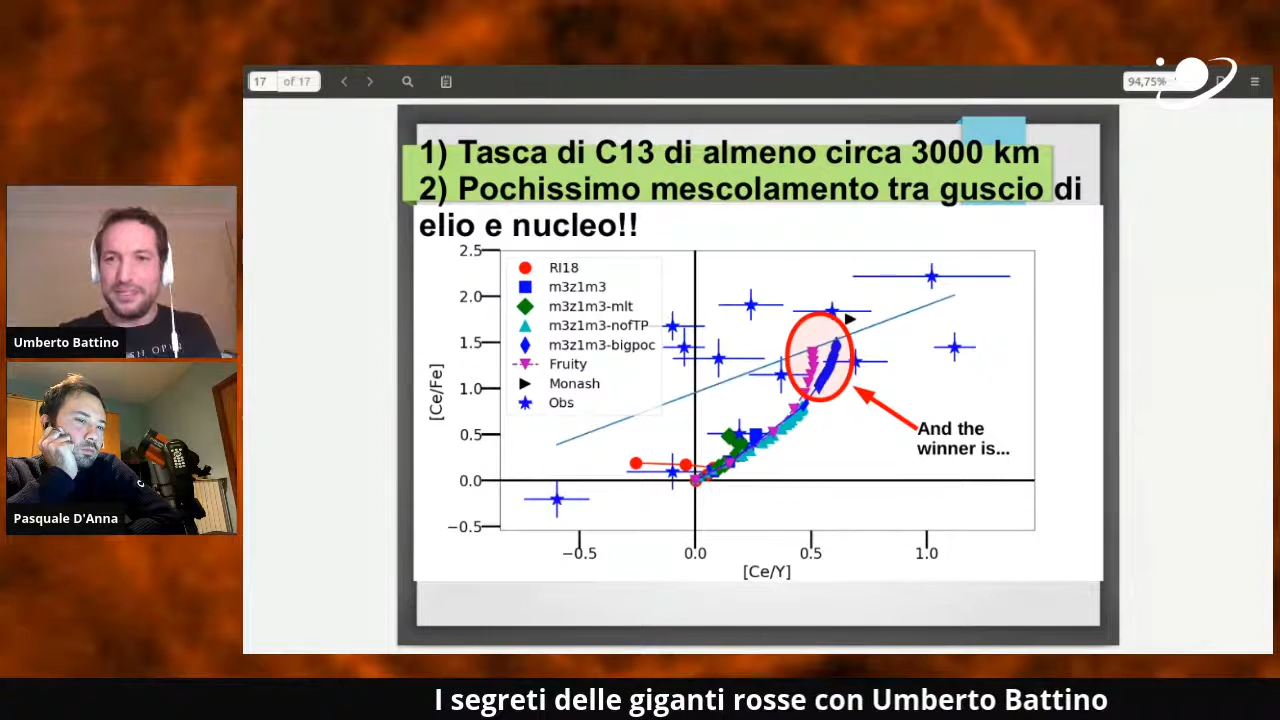 17 of 17
94,75%
1) Tasca di C13 di almeno circa 3000 km
2) Pochissimo mescolamento tra guscio di
elio e nucleo!!
2.5
2.0
1.5
1.0
0.5
0.0
−0.5
[Ce/Fe]
RI18
m3z1m3
m3z1m3-mlt
m3z1m3-nofTP
m3z1m3-bigpoc
Fruity
Monash
Obs
And the
winner is...
−0.5 0.0 0.5 1.0
[Ce/Y]
Umberto Battino
Pasquale D'Anna
I segreti delle giganti rosse con Umberto Battino